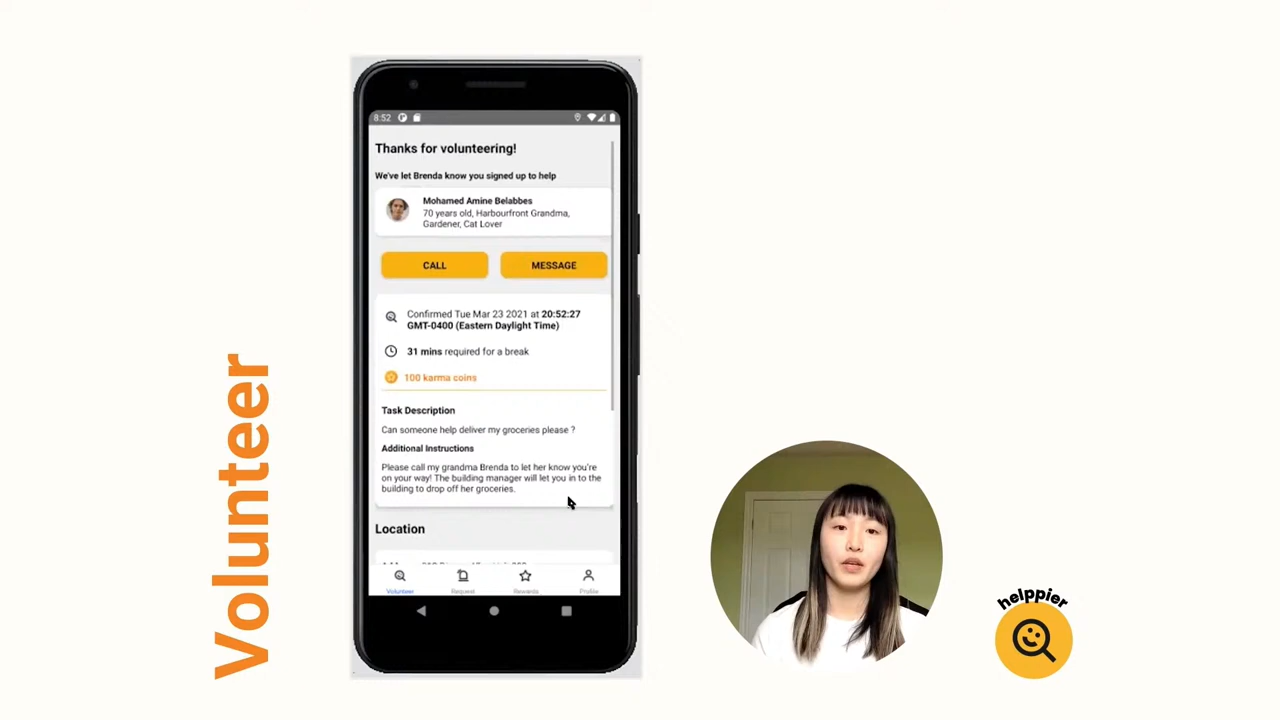 Volunteer
8:52
Thanks for volunteering!
We've let Brenda know you signed up to help
Mohamed Amine Belabbes
70 years old, Harbourfront Grandma,
Gardener, Cat Lover
CALL
MESSAGE
Confirmed Tue Mar 23 2021 at 20:52:27
GMT-0400 (Eastern Daylight Time)
31 mins required for a break
100 karma coins
Task Description
Can someone help deliver my groceries please ?
Additional Instructions
Please call my grandma Brenda to let her know you're
on your way! The building manager will let you in to the
building to drop off her groceries.
Location
Volunteer
Request
Rewards
Profile
helppier